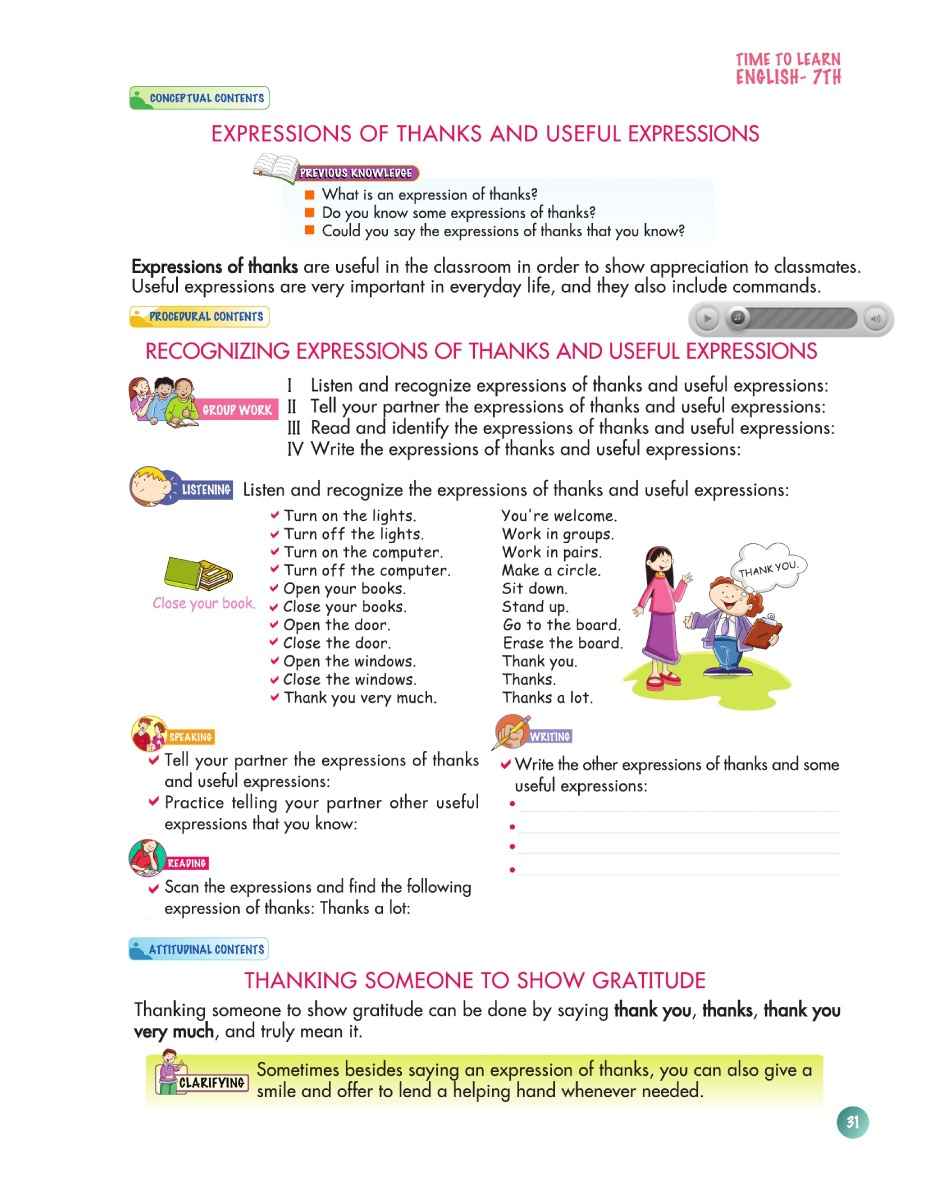 TIME TO LEARN
ENGLISH- 7TH
CONCEPTUAL CONTENTS
EXPRESSIONS OF THANKS AND USEFUL EXPRESSIONS
PREVIOUS KNOWLEDGE
What is an expression of thanks?
Do you know some expressions of thanks?
Could you say the expressions of thanks that you know?
Expressions of thanks are useful in the classroom in order to show appreciation to classmates.
Useful expressions are very important in everyday life, and they also include commands.
PROCEDURAL CONTENTS
RECOGNIZING EXPRESSIONS OF THANKS AND USEFUL EXPRESSIONS
GROUP WORK
I Listen and recognize expressions of thanks and useful expressions:
II Tell your partner the expressions of thanks and useful expressions:
III Read and identify the expressions of thanks and useful expressions:
IV Write the expressions of thanks and useful expressions:
LISTENING Listen and recognize the expressions of thanks and useful expressions:
Close your book.
Turn on the lights.
Turn off the lights.
Turn on the computer.
Turn off the computer.
Open your books.
Close your books.
Open the door.
Close the door.
Open the windows.
Close the windows.
Thank you very much.
You're welcome.
Work in groups.
Work in pairs.
Make a circle.
Sit down.
Stand up.
Go to the board.
Erase the board.
Thank you.
Thanks.
Thanks a lot.
THANK YOU.
SPEAKING
Tell your partner the expressions of thanks
and useful expressions:
Practice telling your partner other useful
expressions that you know:
READING
Scan the expressions and find the following
expression of thanks: Thanks a lot:
WRITING
Write the other expressions of thanks and some
useful expressions:
ATTITUDINAL CONTENTS
THANKING SOMEONE TO SHOW GRATITUDE
Thanking someone to show gratitude can be done by saying thank you, thanks, thank you
very much, and truly mean it.
CLARIFYING
Sometimes besides saying an expression of thanks, you can also give a
smile and offer to lend a helping hand whenever needed.
31